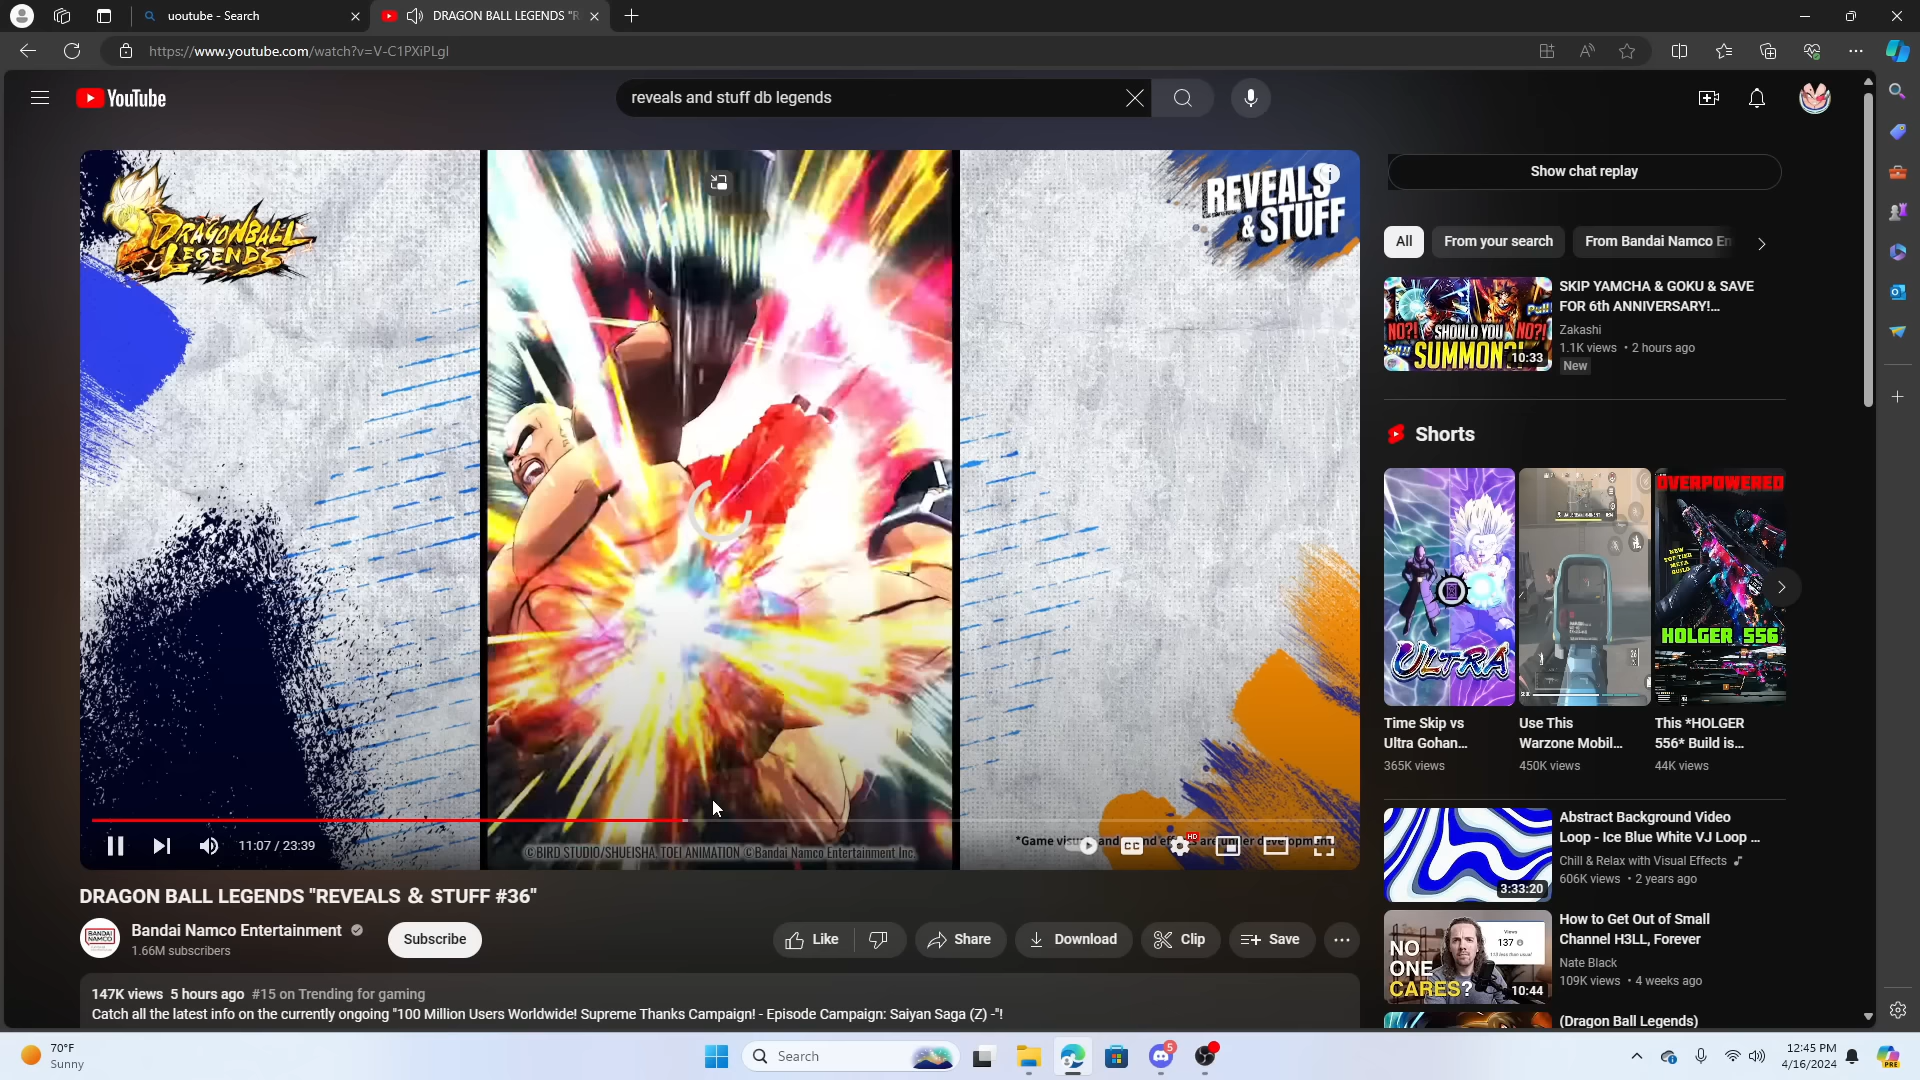 uoutube - Search
DRAGON BALL LEGENDS "R
https://www.youtube.com/watch?v=V-C1PXiPLgI
YouTube
reveals and stuff db legends
DRAGONBALL
LEGENDS
REVEALS
& STUFF
11:07 / 23:39
©BIRD STUDIO/SHUEISHA, TOEI ANIMATION ©Bandai Namco Entertainment Inc.
CC
HD
DRAGON BALL LEGENDS "REVEALS & STUFF #36"
BANDAI
NAMCO
Bandai Namco Entertainment
1.66M subscribers
Subscribe
Like
Share
Download
Clip
Save
147K views 5 hours ago #15 on Trending for gaming
Catch all the latest info on the currently ongoing "100 Million Users Worldwide! Supreme Thanks Campaign! - Episode Campaign: Saiyan Saga (Z) -"!
Show chat replay
All
From your search
From Bandai Namco En
NO?! SHOULD YOU NO?!
SUMMON?!
10:33
SKIP YAMCHA & GOKU & SAVE
FOR 6th ANNIVERSARY!...
Zakashi
1.1K views • 2 hours ago
New
Shorts
ULTRA
OVERPOWERED
HOLGER 556
Time Skip vs
Ultra Gohan...
365K views
Use This
Warzone Mobil...
450K views
This *HOLGER
556* Build is...
44K views
3:33:20
Abstract Background Video
Loop - Ice Blue White VJ Loop ...
Chill & Relax with Visual Effects
606K views • 2 years ago
NO
ONE
CARES?
Views
137
10:44
How to Get Out of Small
Channel H3LL, Forever
Nate Black
109K views • 4 weeks ago
(Dragon Ball Legends)
70°F
Sunny
Search
5
12:45 PM
4/16/2024
PRE